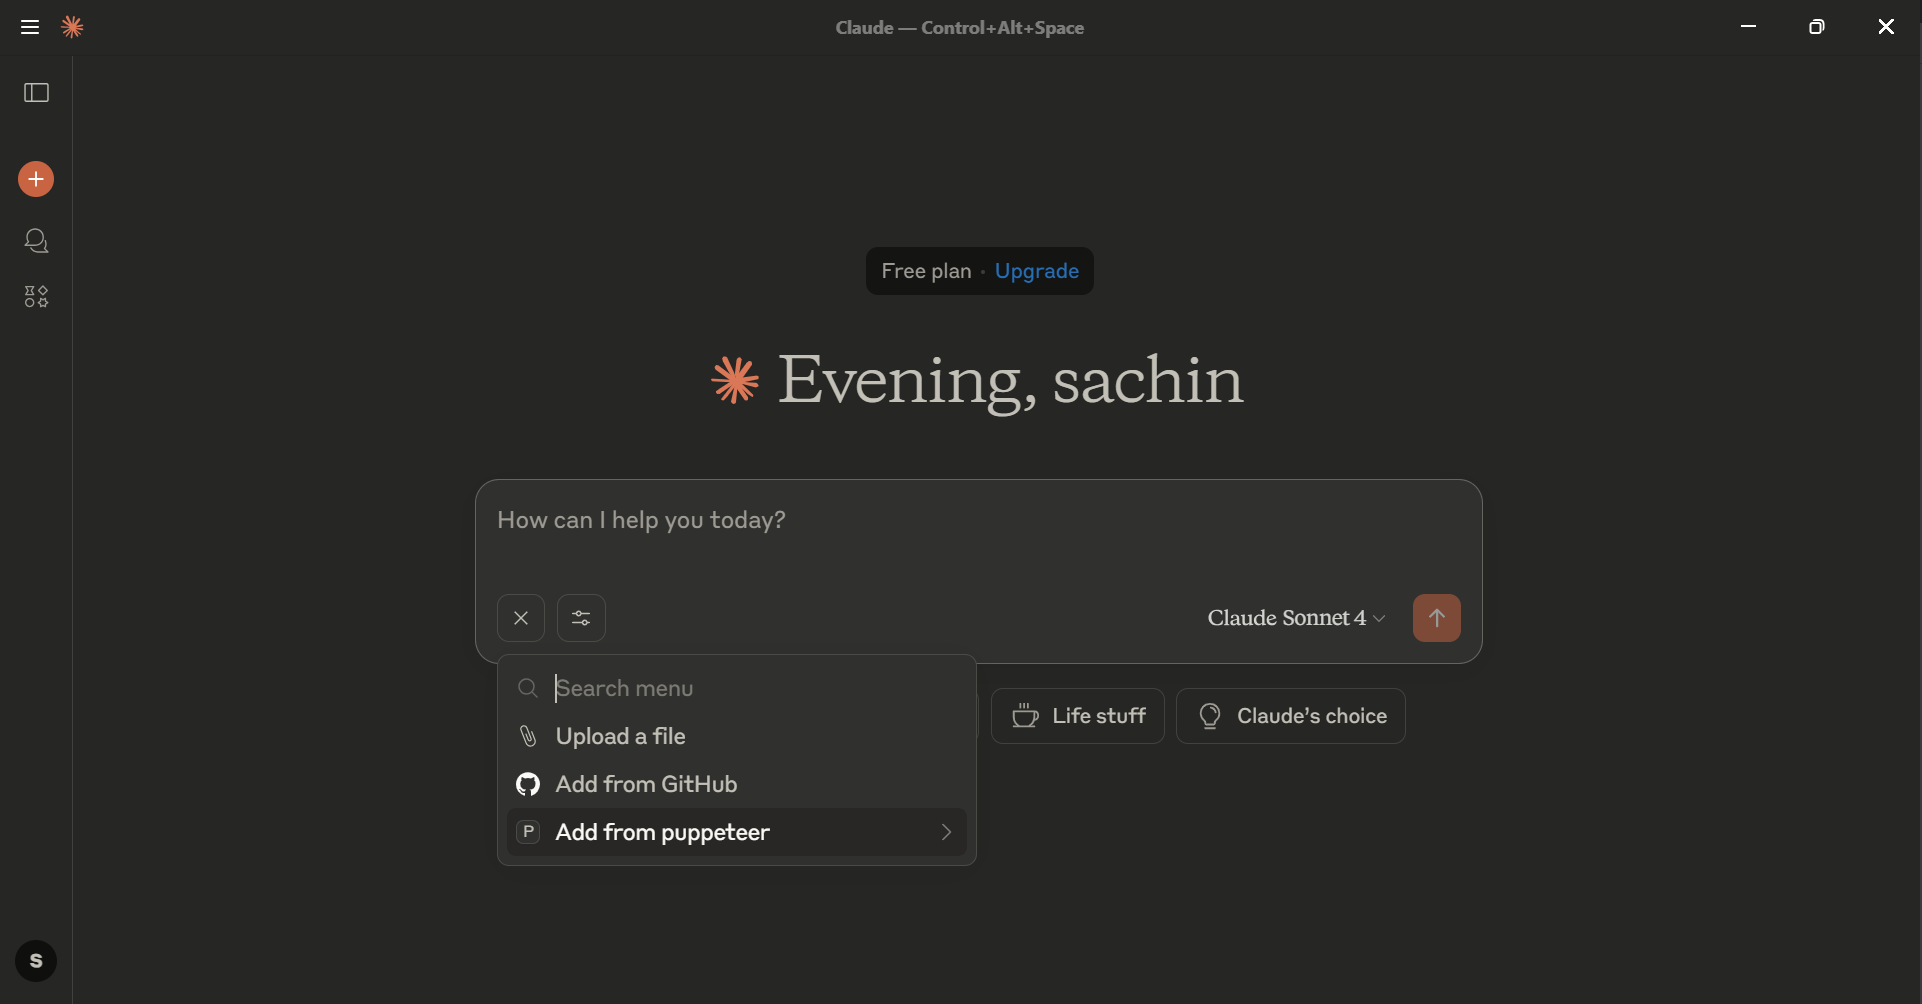 Claude — Control+Alt+Space
Free plan · Upgrade
Evening, sachin
How can I help you today?
Claude Sonnet 4
Search menu
Upload a file
Add from GitHub
P Add from puppeteer
Life stuff
Claude’s choice
S